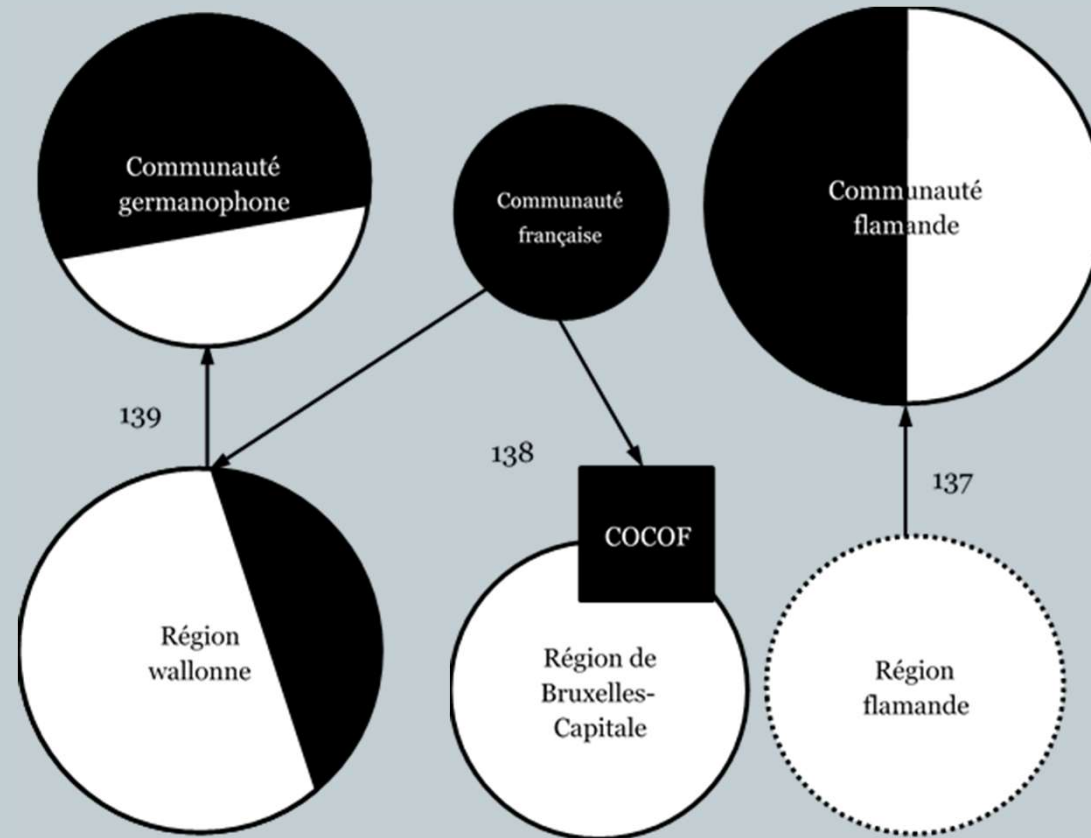 Communauté
germanophone
Communauté
française
Communauté
flamande
139
138
137
COCOF
Région
wallonne
Région de
Bruxelles-
Capitale
Région
flamande